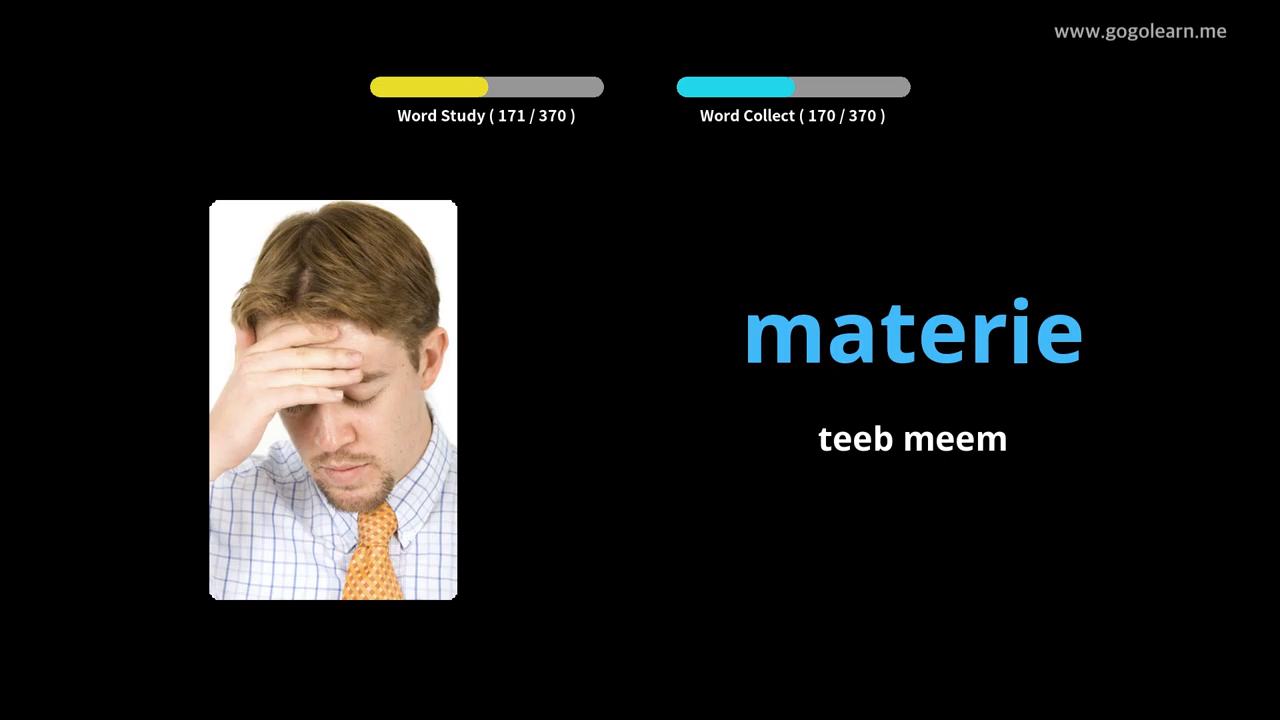 www.gogolearn.me
Word Study ( 171 / 370 )
Word Collect ( 170 / 370 )
materie
teeb meem